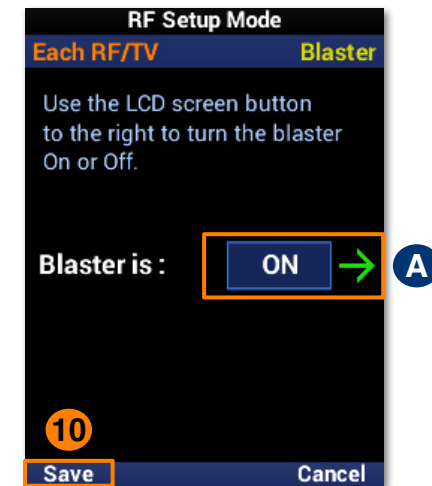 RF Setup Mode
Each RF/TV Blaster
Use the LCD screen button
to the right to turn the blaster
On or Off.
Blaster is : ON A
10
Save Cancel